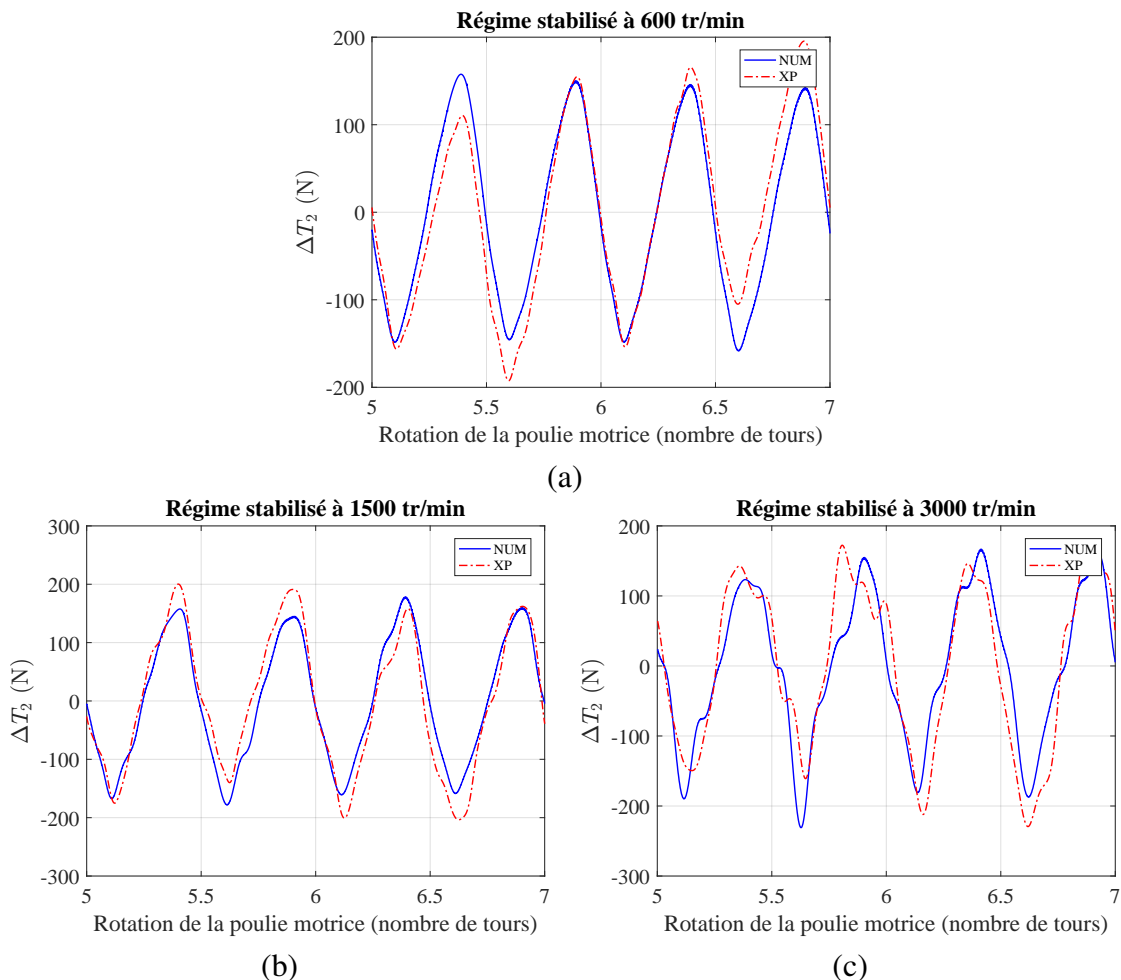 Régime stabilisé à 600 tr/min
200
100
0
-100
-200
ΔT₂ (N)
NUM
XP
5
5.5
6
6.5
7
Rotation de la poulie motrice (nombre de tours)
(a)
Régime stabilisé à 1500 tr/min
300
200
100
0
-100
-200
-300
ΔT₂ (N)
NUM
XP
5
5.5
6
6.5
7
Rotation de la poulie motrice (nombre de tours)
(b)
Régime stabilisé à 3000 tr/min
200
100
0
-100
-200
-300
ΔT₂ (N)
NUM
XP
5
5.5
6
6.5
7
Rotation de la poulie motrice (nombre de tours)
(c)